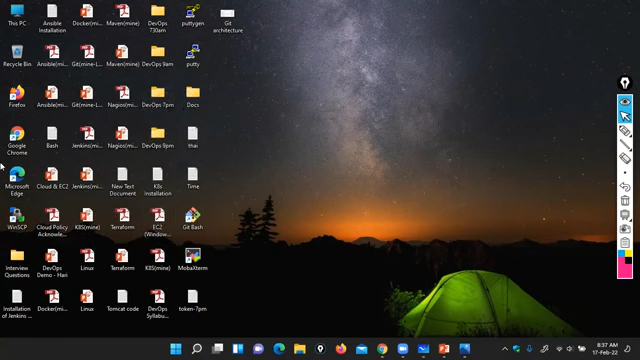 This PC
Ansible
Installation
Docker(mi...
Maven(mine)
DevOps
730am
puttygen
Git
architecture
Recycle Bin
Ansible(mi...
Git(mine-L...
Maven(mine)
DevOps 9am
putty
Firefox
Ansible(mi...
Git(mine-L...
Nagios(mi...
DevOps 7pm
Docs
Google
Chrome
Bash
Jenkins(mi...
Nagios(mi...
DevOps 9pm
thai
Microsoft
Edge
Cloud & EC2
Jenkins(mi...
New Text
Document
K8s
Installation
Time
WinSCP
Cloud Policy
Acknowle...
K8S(mine)
Terraform
EC2
(Window...
Git Bash
Interview
Questions
DevOps
Demo - Hari
Linux
Terraform
K8S(mine)
MobaXterm
Installation
of Jenkins ...
Docker(mi...
Linux
Tomcat code
DevOps
Syllabu...
token-7pm
8:37 AM
17-Feb-22